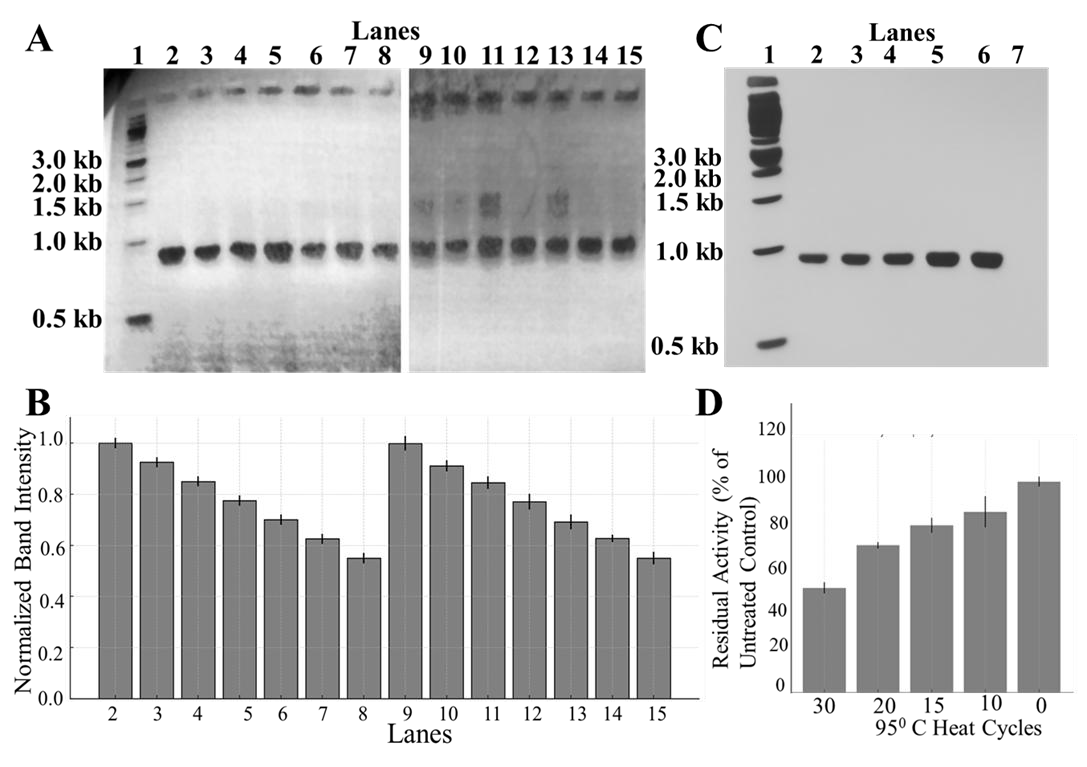 A
Lanes
1 2 3 4 5 6 7 8 9 10 11 12 13 14 15
3.0 kb
2.0 kb
1.5 kb
1.0 kb
0.5 kb
C
Lanes
1 2 3 4 5 6 7
3.0 kb
2.0 kb
1.5 kb
1.0 kb
0.5 kb
B
Normalized Band Intensity
1.0
0.8
0.6
0.4
0.2
0.0
2 3 4 5 6 7 8 9 10 11 12 13 14 15
Lanes
D
Residual Activity (% of
Untreated Control)
120
100
80
60
40
20
0
30 20 15 10 0
95⁰ C Heat Cycles